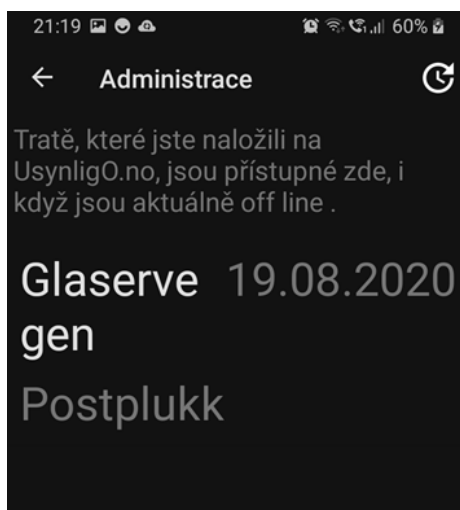 21:19 60%
Administrace
Tratě, které jste naložili na
UsynligO.no, jsou přístupné zde, i
když jsou aktuálně off line .
Glaserve 19.08.2020
gen
Postplukk